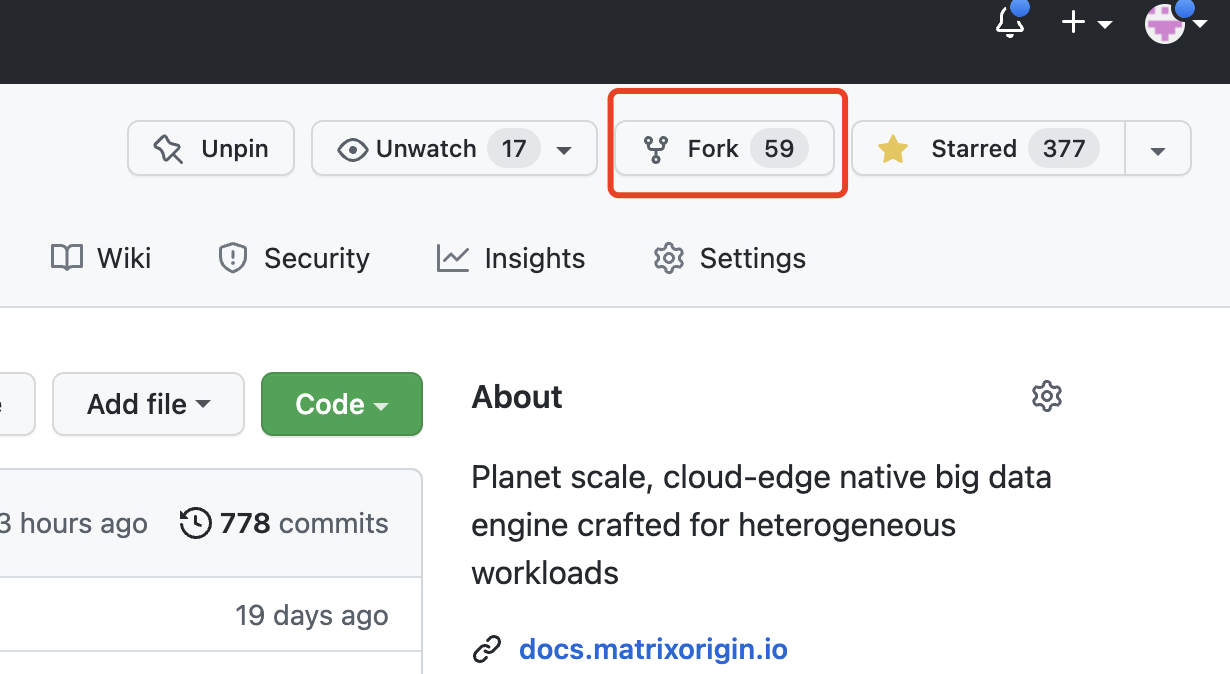 Unpin
Unwatch 17
Fork 59
Starred 377
Wiki
Security
Insights
Settings
Add file
Code
3 hours ago
778 commits
19 days ago
About
Planet scale, cloud-edge native big data
engine crafted for heterogeneous
workloads
docs.matrixorigin.io